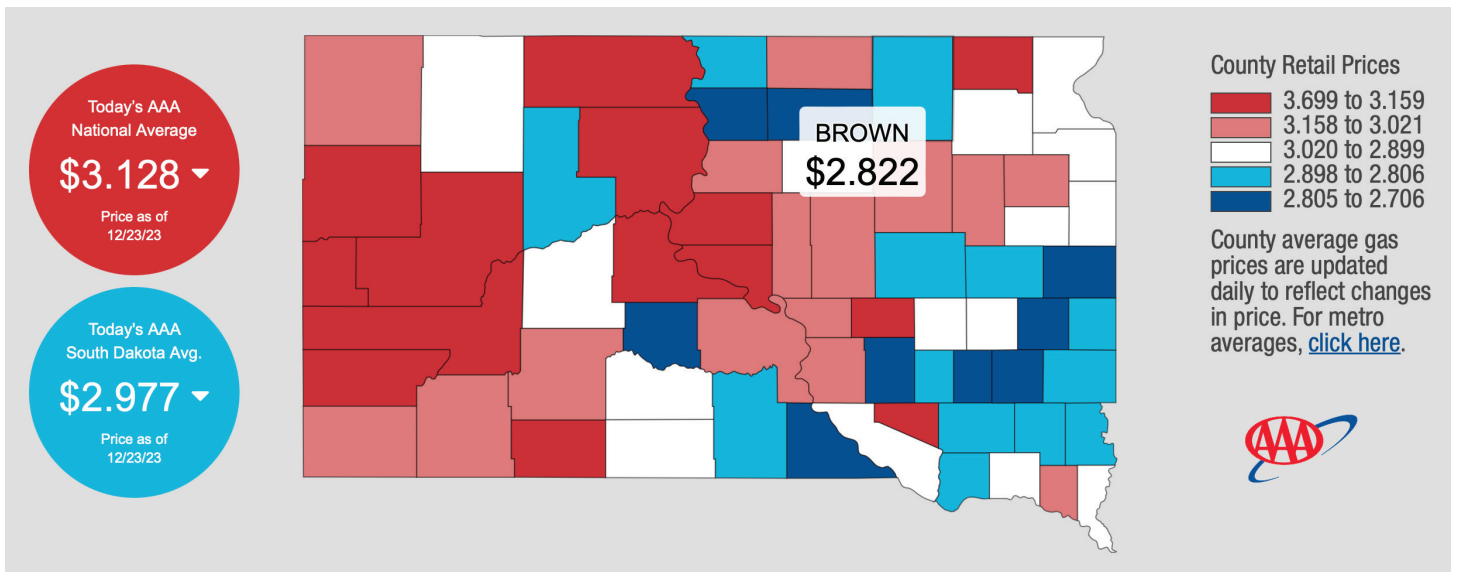 Today's AAA
National Average
$3.128
Price as of
12/23/23
Today's AAA
South Dakota Avg.
$2.977
Price as of
12/23/23
BROWN
$2.822
County Retail Prices
3.699 to 3.159
3.158 to 3.021
3.020 to 2.899
2.898 to 2.806
2.805 to 2.706
County average gas
prices are updated
daily to reflect changes
in price. For metro
averages, click here.
AAA